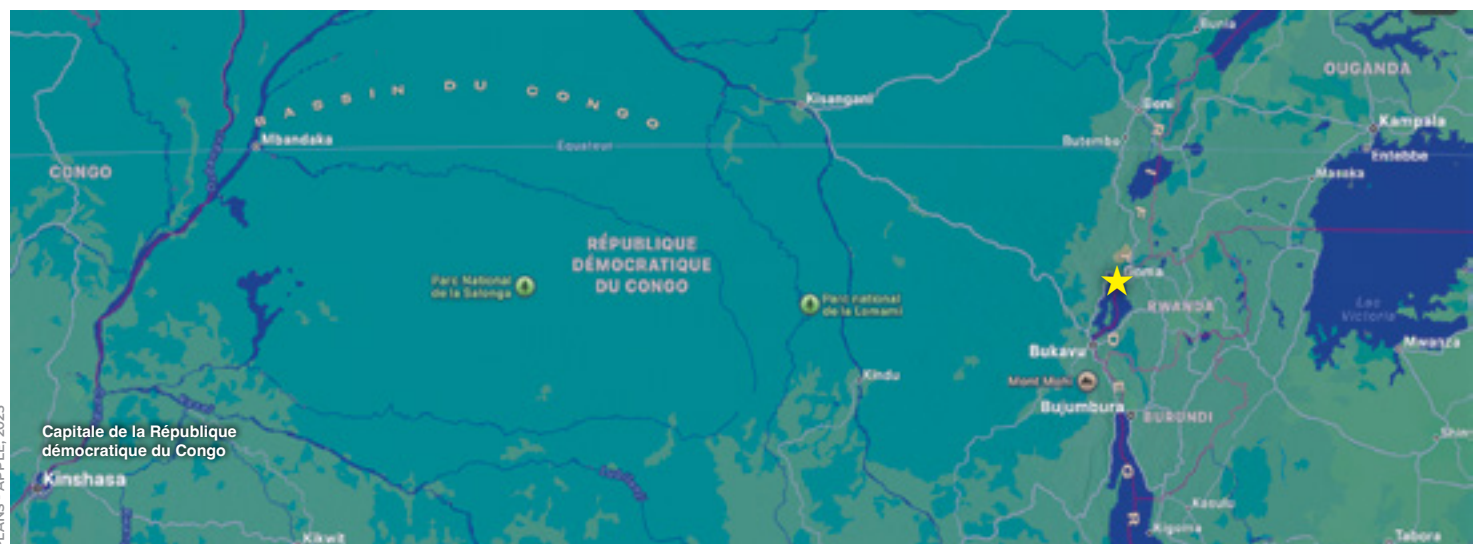 Bunia
OUGANDA
BASSIN DU CONGO
Kisangani
Beni
Kampala
Mbandaka
Équateur
Butembo
Entebbe
CONGO
Masaka
RÉPUBLIQUE
DÉMOCRATIQUE
DU CONGO
Goma
Parc National
de la Salonga
Parc national
de la Lomami
RWANDA
Lac
Victoria
Bukavu
Mwanza
Kindu
Mont Mohi
Bujumbura
BURUNDI
Capitale de la République
démocratique du Congo
Kinshasa
Kasulu
Kigoma
Kikwit
Tabora